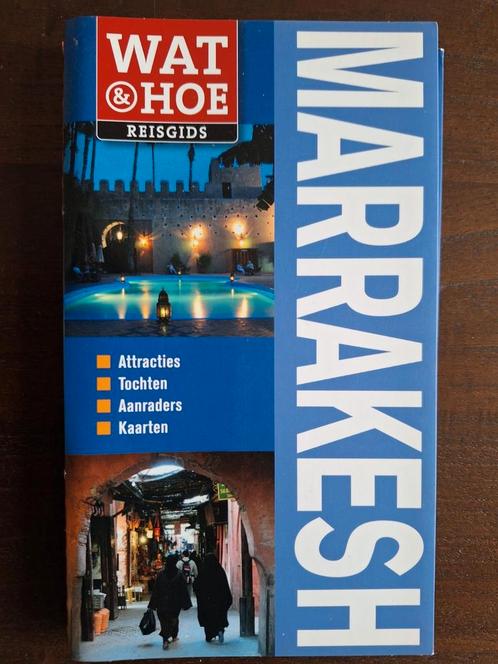 WAT
& HOE
REISGIDS
MARRAKESH
Attracties
Tochten
Aanraders
Kaarten